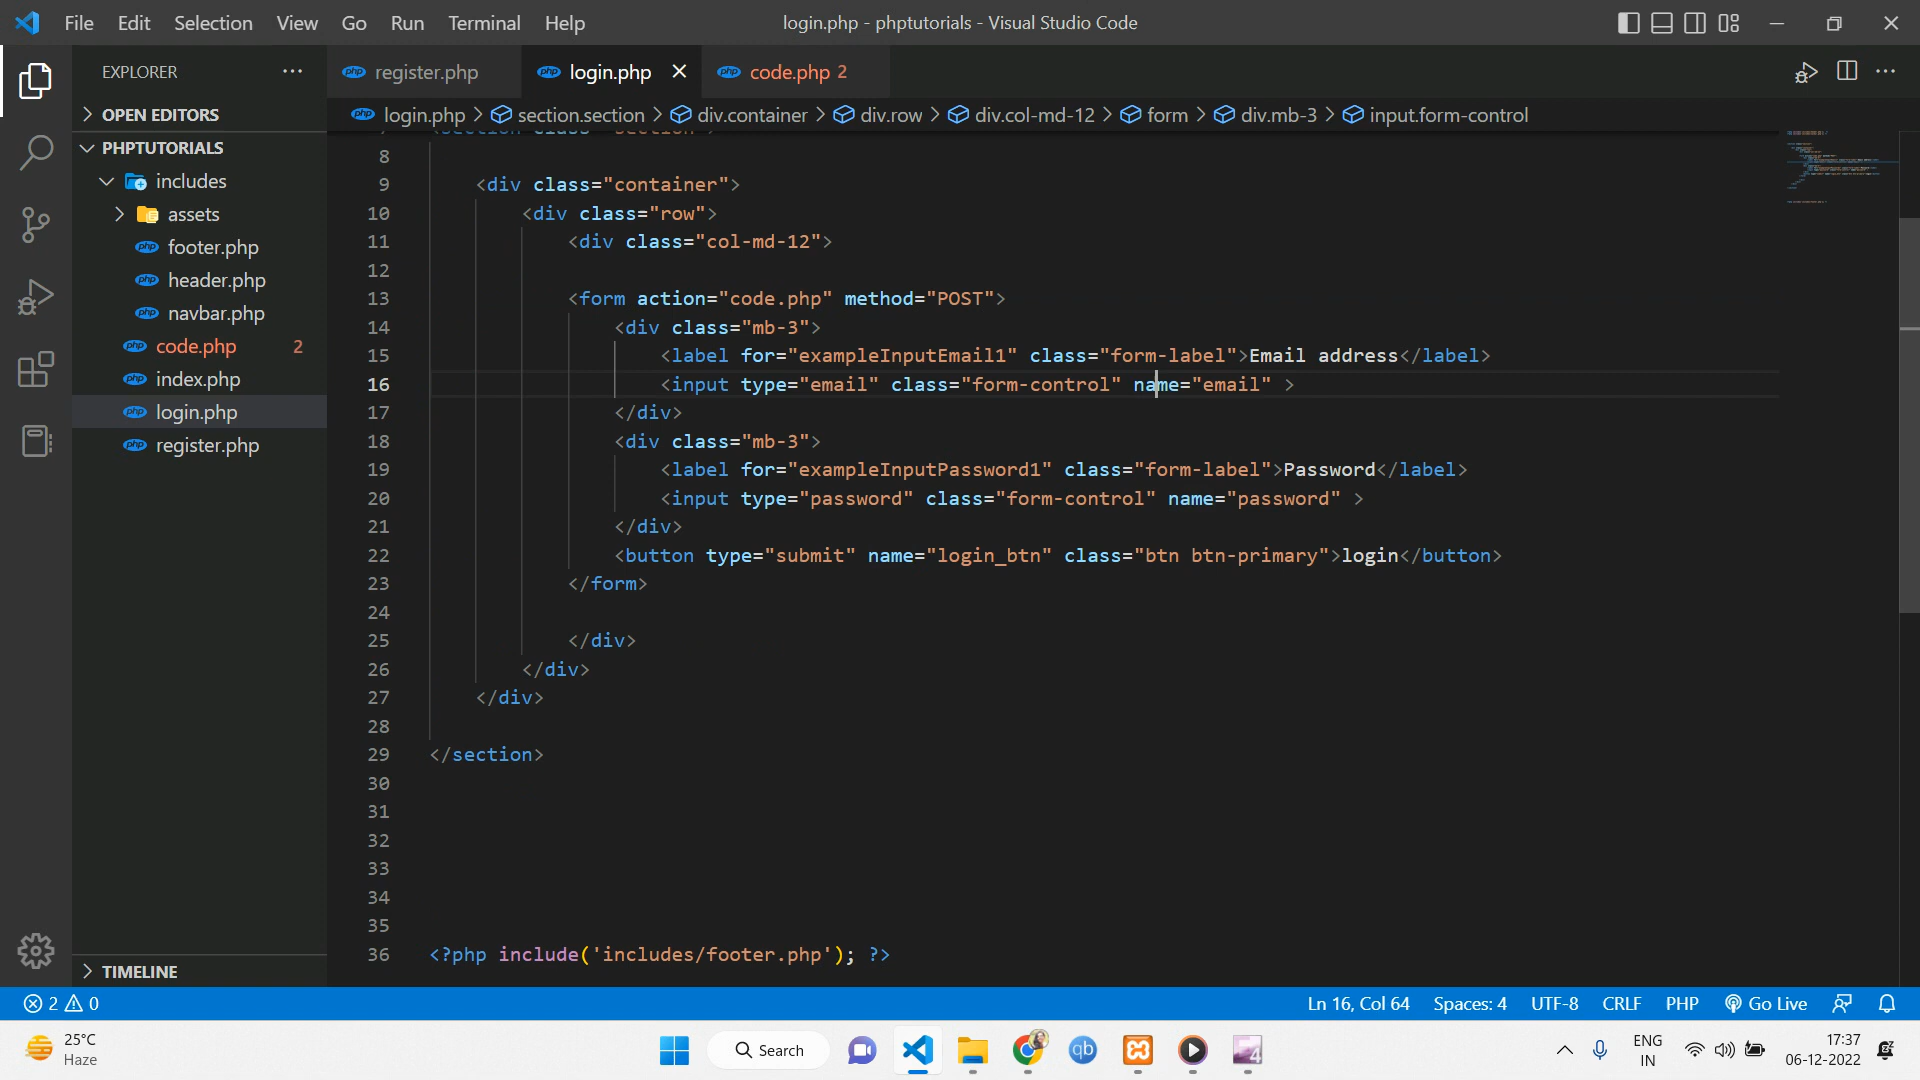 File Edit Selection View Go Run Terminal Help
login.php - phptutorials - Visual Studio Code
EXPLORER
register.php
login.php
code.php 2
OPEN EDITORS
login.php > section.section > div.container > div.row > div.col-md-12 > form > div.mb-3 > input.form-control
PHPTUTORIALS
includes
assets
footer.php
header.php
navbar.php
code.php 2
index.php
login.php
register.php
TIMELINE
8
9 <div class="container">
10 <div class="row">
11 <div class="col-md-12">
12
13 <form action="code.php" method="POST">
14 <div class="mb-3">
15 <label for="exampleInputEmail1" class="form-label">Email address</label>
16 <input type="email" class="form-control" name="email" >
17 </div>
18 <div class="mb-3">
19 <label for="exampleInputPassword1" class="form-label">Password</label>
20 <input type="password" class="form-control" name="password" >
21 </div>
22 <button type="submit" name="login_btn" class="btn btn-primary">login</button>
23 </form>
24
25 </div>
26 </div>
27 </div>
28
29 </section>
30
31
32
33
34
35
36 <?php include('includes/footer.php'); ?>
2 0
Ln 16, Col 64 Spaces: 4 UTF-8 CRLF PHP Go Live
25°C
Haze
Search
qb
4
ENG
IN
17:37
06-12-2022